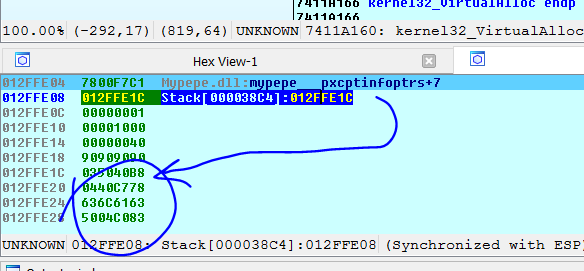 7411A166 kernel32_VirtualAlloc endp
7411A166
100.00% (-292,17) (819,64) UNKNOWN 7411A160: kernel32_VirtualAlloc
Hex View-1
012FFE04 7800F7C1 Mypepe.dll:mypepe__pxcptinfoptrs+7
012FFE08 012FFE1C Stack[000038C4]:012FFE1C
012FFE0C 00000001
012FFE10 00001000
012FFE14 00000040
012FFE18 90909090
012FFE1C 035040B8
012FFE20 0440C778
012FFE24 636C6163
012FFE28 5004C083
UNKNOWN 012FFE08: Stack[000038C4]:012FFE08 (Synchronized with ESP)